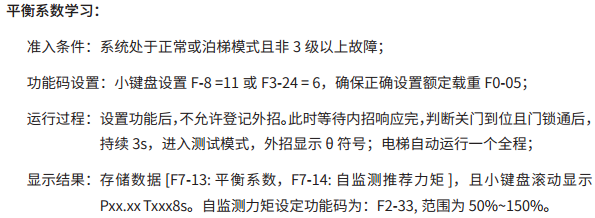 平衡系数学习：
准入条件：系统处于正常或泊梯模式且非 3 级以上故障；
功能码设置：小键盘设置 F-8 =11 或 F3-24 = 6，确保正确设置额定载重 F0-05；
运行过程：设置功能后，不允许登记外招。此时等待内招响应完，判断关门到位且门锁通后，
持续 3s，进入测试模式，外招显示 θ 符号；电梯自动运行一个全程；
显示结果：存储数据 [F7-13: 平衡系数，F7-14: 自监测推荐力矩 ]，且小键盘滚动显示
Pxx.xx Txxx8s。自监测力矩设定功能码为：F2-33, 范围为 50%~150%。